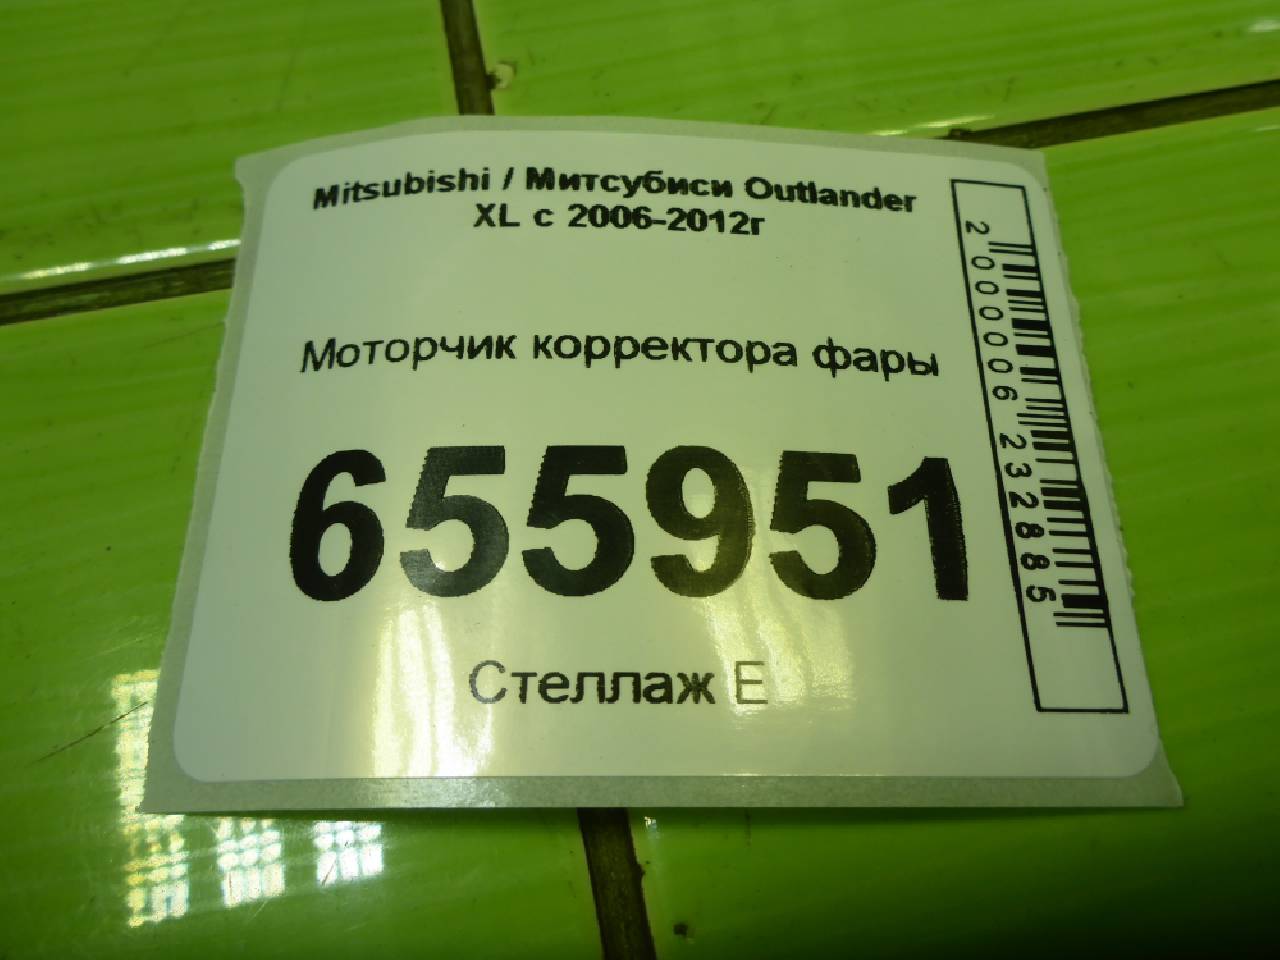 Mitsubishi / Митсубиси Outlander
XL с 2006-2012г
Моторчик корректора фары
655951
Стеллаж Е
2000006232885